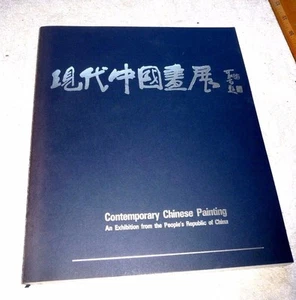 現代中國畫展
Contemporary Chinese Painting
An Exhibition from the People's Republic of China